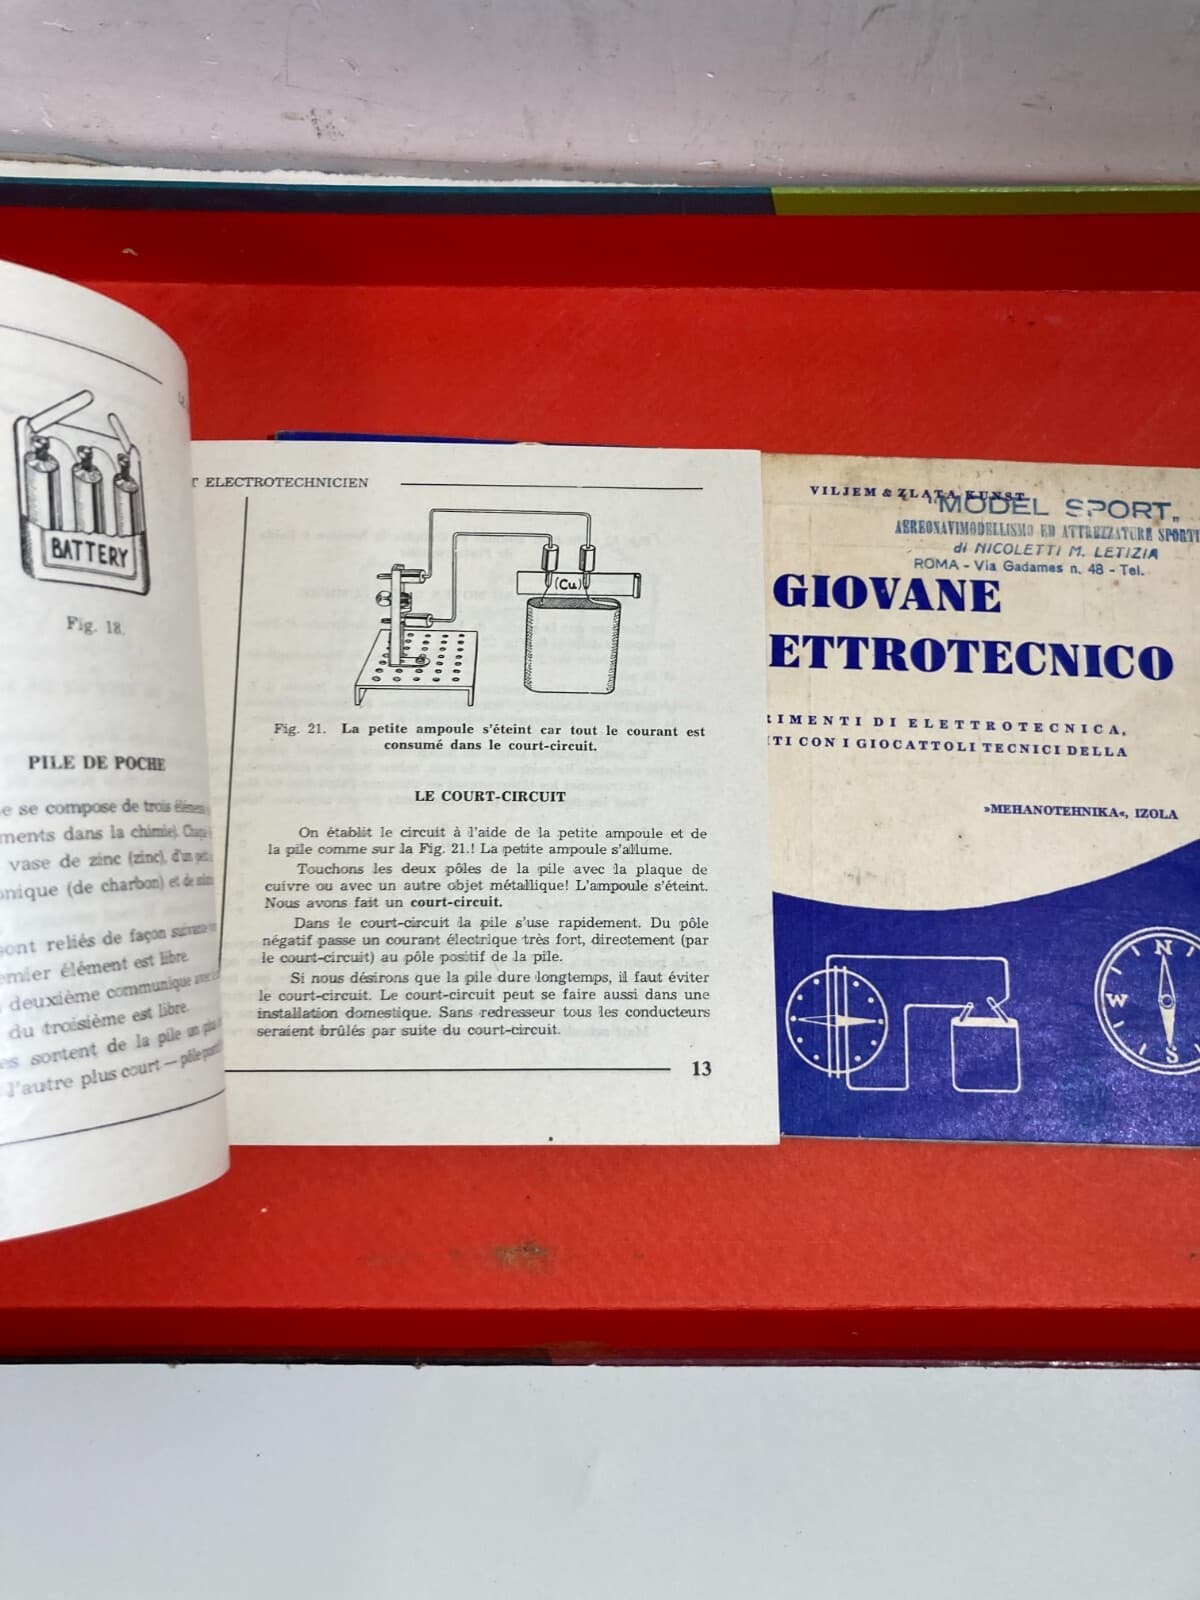 BATTERY
Fig. 18.
PILE DE POCHE
se compose de trois
dans la chimie).
vase de zinc (zinc), d'un
(de charbon) et de
sont reliés de façon
élément est libre.
deuxième communique avec
du troisième est libre.
sortent de la pile un plus
l'autre plus court — pôle
ELECTROTECHNICIEN
(Cu)
Fig. 21. La petite ampoule s'éteint car tout le courant est
consumé dans le court-circuit.
LE COURT-CIRCUIT
On établit le circuit à l'aide de la petite ampoule et de
la pile comme sur la Fig. 21.! La petite ampoule s'allume.
Touchons les deux pôles de la pile avec la plaque de
cuivre ou avec un autre objet métallique! L'ampoule s'éteint.
Nous avons fait un court-circuit.
Dans le court-circuit la pile s'use rapidement. Du pôle
négatif passe un courant électrique très fort, directement (par
le court-circuit) au pôle positif de la pile.
Si nous désirons que la pile dure longtemps, il faut éviter
le court-circuit. Le court-circuit peut se faire aussi dans une
installation domestique. Sans redresseur tous les conducteurs
seraient brûlés par suite du court-circuit.
13
VILJEM & ZLATA KUNST
"MODEL SPORT"
AEREONAVIMODELLISMO ED ATTREZZATURE SPORTI
di NICOLETTI M. LETIZIA
ROMA - Via Gadames n. 48 - Tel.
GIOVANE
ETTROTECNICO
RIMENTI DI ELETTROTECNICA,
TI CON I GIOCATTOLI TECNICI DELLA
»MEHANOTEHNIKA«, IZOLA
N
W
S